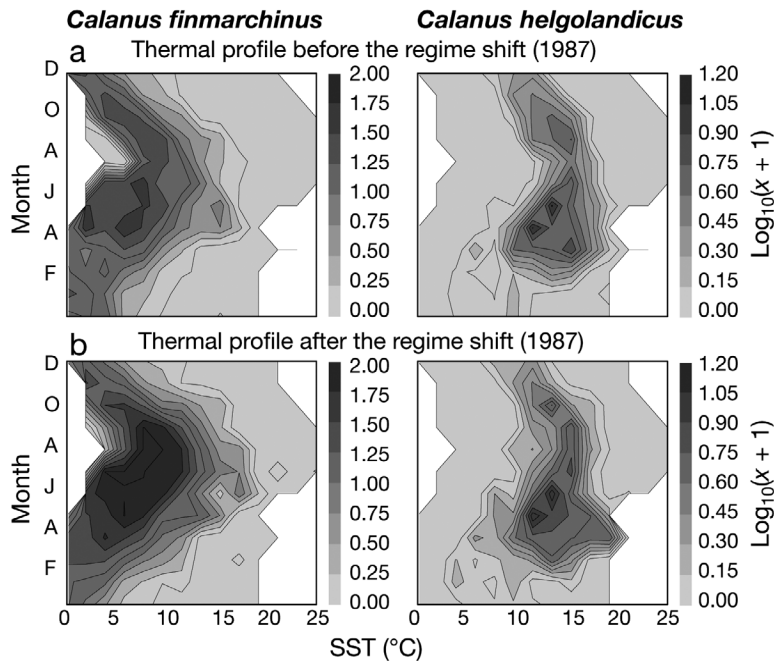 Calanus finmarchinus
Calanus helgolandicus
a
Thermal profile before the regime shift (1987)
D
O
A
J
A
F
Month
2.00
1.75
1.50
1.25
1.00
0.75
0.50
0.25
0.00
1.20
1.05
0.90
0.75
0.60
0.45
0.30
0.15
0.00
Log10(x + 1)
b
Thermal profile after the regime shift (1987)
D
O
A
J
A
F
Month
2.00
1.75
1.50
1.25
1.00
0.75
0.50
0.25
0.00
1.20
1.05
0.90
0.75
0.60
0.45
0.30
0.15
0.00
Log10(x + 1)
0 5 10 15 20 25
0 5 10 15 20 25
SST (°C)